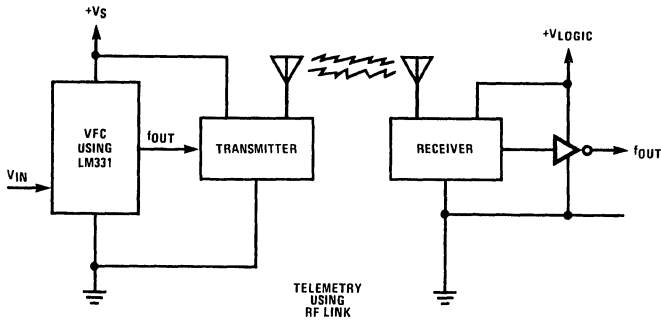 +VS
+VLOGIC
VFC
USING
LM331
fOUT
TRANSMITTER
RECEIVER
fOUT
VIN
TELEMETRY
USING
RF LINK